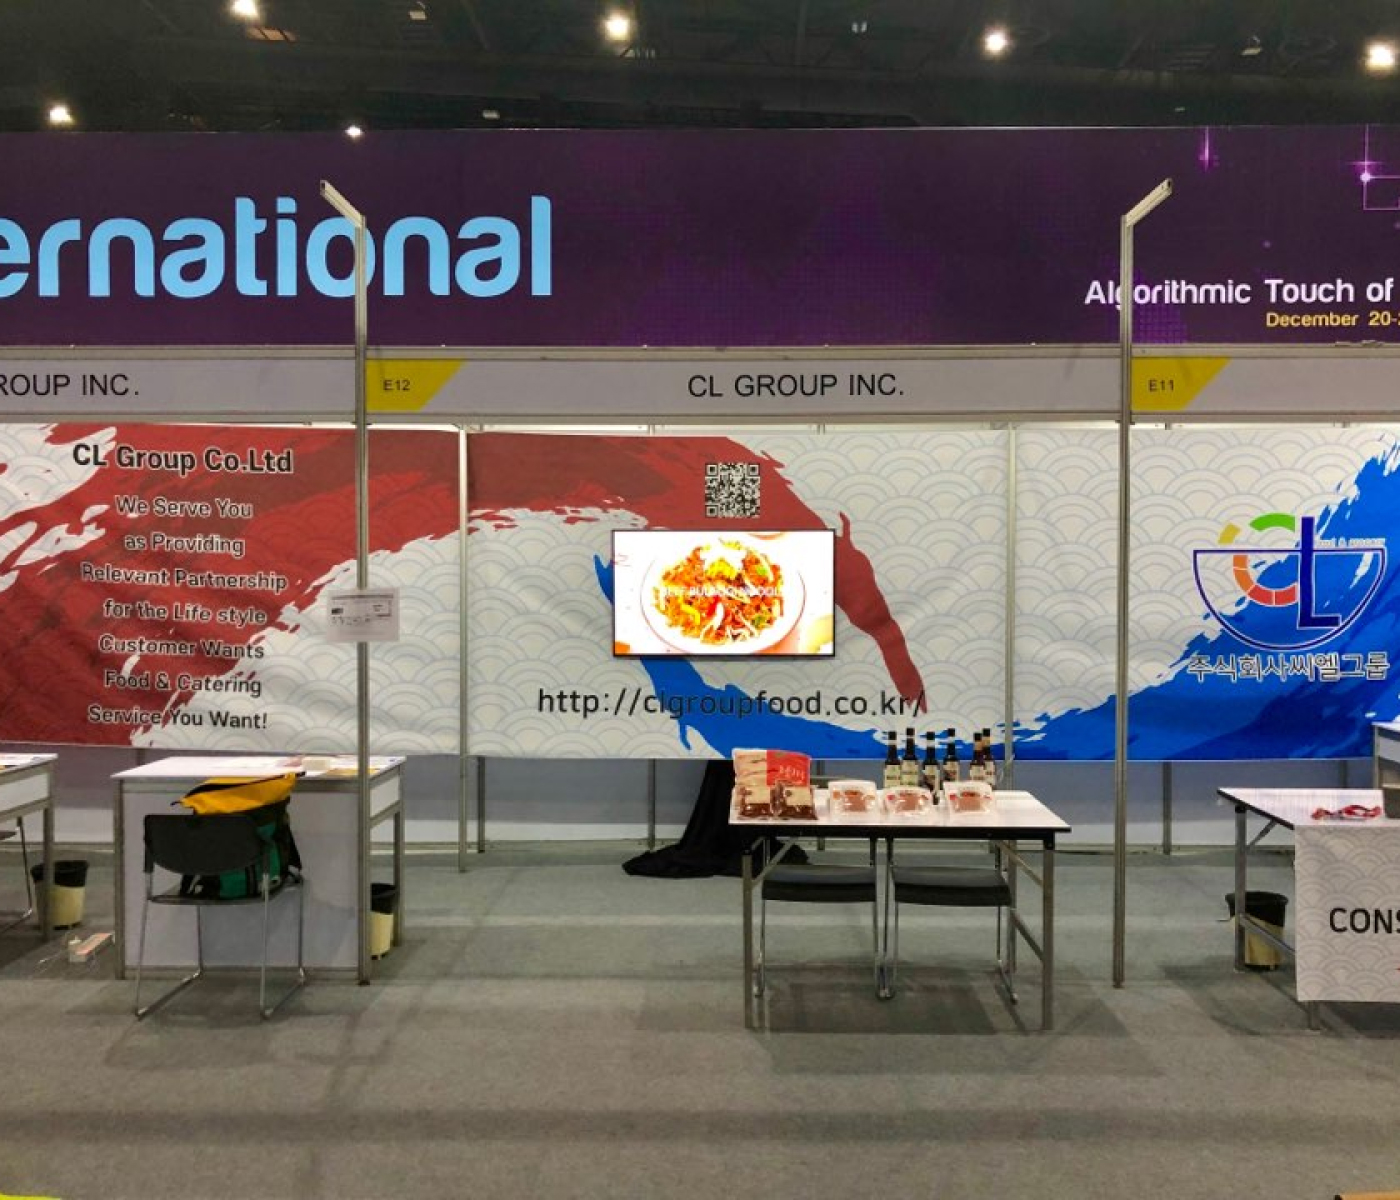 ernational
Algorithmic Touch of
December 20-
ROUP INC.
E12
CL GROUP INC.
E11
CL Group Co.Ltd
We Serve You
as Providing
Relevant Partnership
for the Life style
Customer Wants
Food & Catering
Service You Want!
http://clgroupfood.co.kr/
CL
주식회사씨엘그룹
CONS